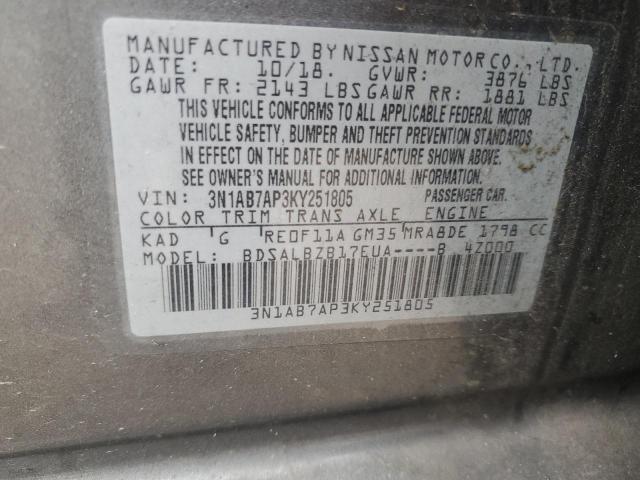 MANUFACTURED BY NISSAN MOTOR CO., LTD.
DATE: 10/18. GVWR: 3876 LBS
GAWR FR: 2143 LBS GAWR RR: 1881 LBS
THIS VEHICLE CONFORMS TO ALL APPLICABLE FEDERAL MOTOR
VEHICLE SAFETY, BUMPER AND THEFT PREVENTION STANDARDS
IN EFFECT ON THE DATE OF MANUFACTURE SHOWN ABOVE.
SEE OWNER'S MANUAL FOR ADDITIONAL INFORMATION.
VIN: 3N1AB7AP3KY251805 PASSENGER CAR.
COLOR TRIM TRANS AXLE ENGINE
KAD G RE0F11A GM35 MRA8DE 1798 CC
MODEL: BDSALBZB17EUA----B 4Z000
3N1AB7AP3KY251805